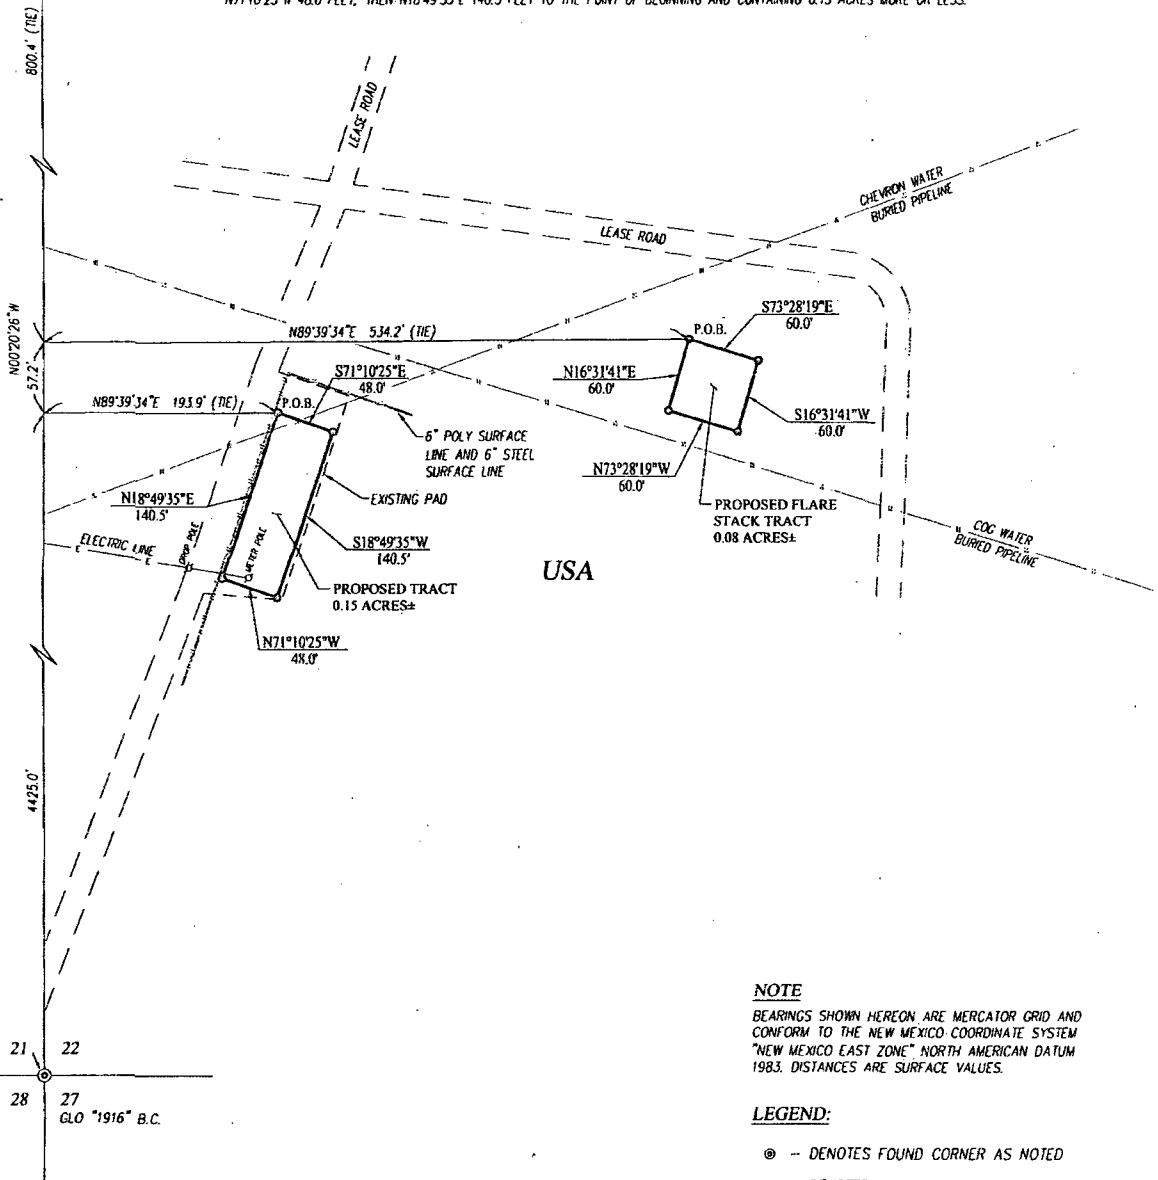 N71°10'25"W 48.0 FEET; THEN N18°49'35"E 140.5 FEET TO THE POINT OF BEGINNING AND CONTAINING 0.15 ACRES MORE OR LESS.
800.4' (TIE)
LEASE ROAD
CHEVRON WATER
BURIED PIPELINE
LEASE ROAD
S73°28'19"E
60.0'
P.O.B.
N89°39'34"E 534.2' (TIE)
N00°20'26"W
57.2'
N16°31'41"E
60.0'
S71°10'25"E
48.0'
N89°39'34"E 193.9' (TIE)
P.O.B.
S16°31'41"W
60.0'
6" POLY SURFACE
LINE AND 6" STEEL
SURFACE LINE
N73°28'19"W
60.0'
N18°49'35"E
140.5'
EXISTING PAD
PROPOSED FLARE
STACK TRACT
0.08 ACRES±
COG WATER
BURIED PIPELINE
ELECTRIC LINE
E
E
DROP POLE
METER POLE
S18°49'35"W
140.5'
USA
PROPOSED TRACT
0.15 ACRES±
N71°10'25"W
48.0'
4425.0'
NOTE
BEARINGS SHOWN HEREON ARE MERCATOR GRID AND
CONFORM TO THE NEW MEXICO COORDINATE SYSTEM
"NEW MEXICO EAST ZONE" NORTH AMERICAN DATUM
1983. DISTANCES ARE SURFACE VALUES.
21 22
28 27
GLO "1916" B.C.
LEGEND:
◎ - DENOTES FOUND CORNER AS NOTED